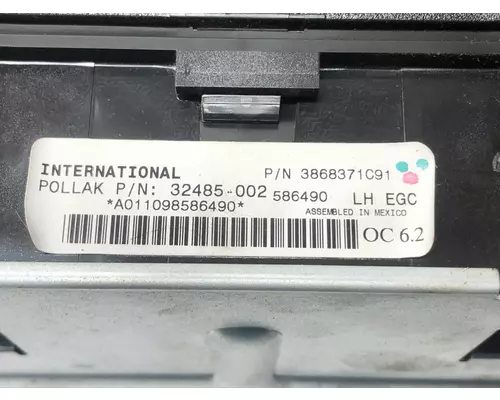 INTERNATIONAL P/N 3868371C91
POLLAK P/N: 32485-002 586490 LH EGC
*A011098586490* ASSEMBLED IN MEXICO
OC 6.2